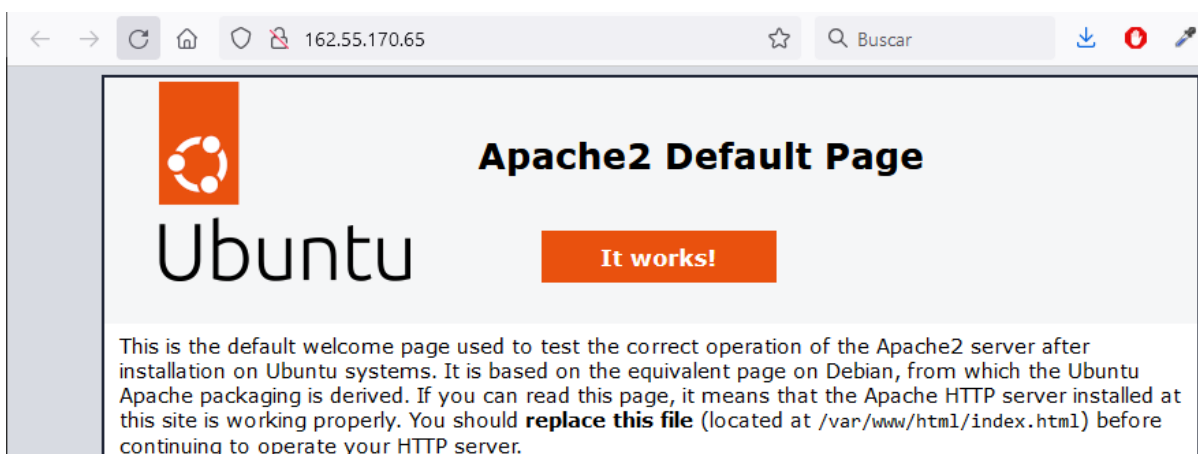 162.55.170.65
Buscar
Apache2 Default Page
Ubuntu
It works!
This is the default welcome page used to test the correct operation of the Apache2 server after
installation on Ubuntu systems. It is based on the equivalent page on Debian, from which the Ubuntu
Apache packaging is derived. If you can read this page, it means that the Apache HTTP server installed at
this site is working properly. You should replace this file (located at /var/www/html/index.html) before
continuing to operate your HTTP server.